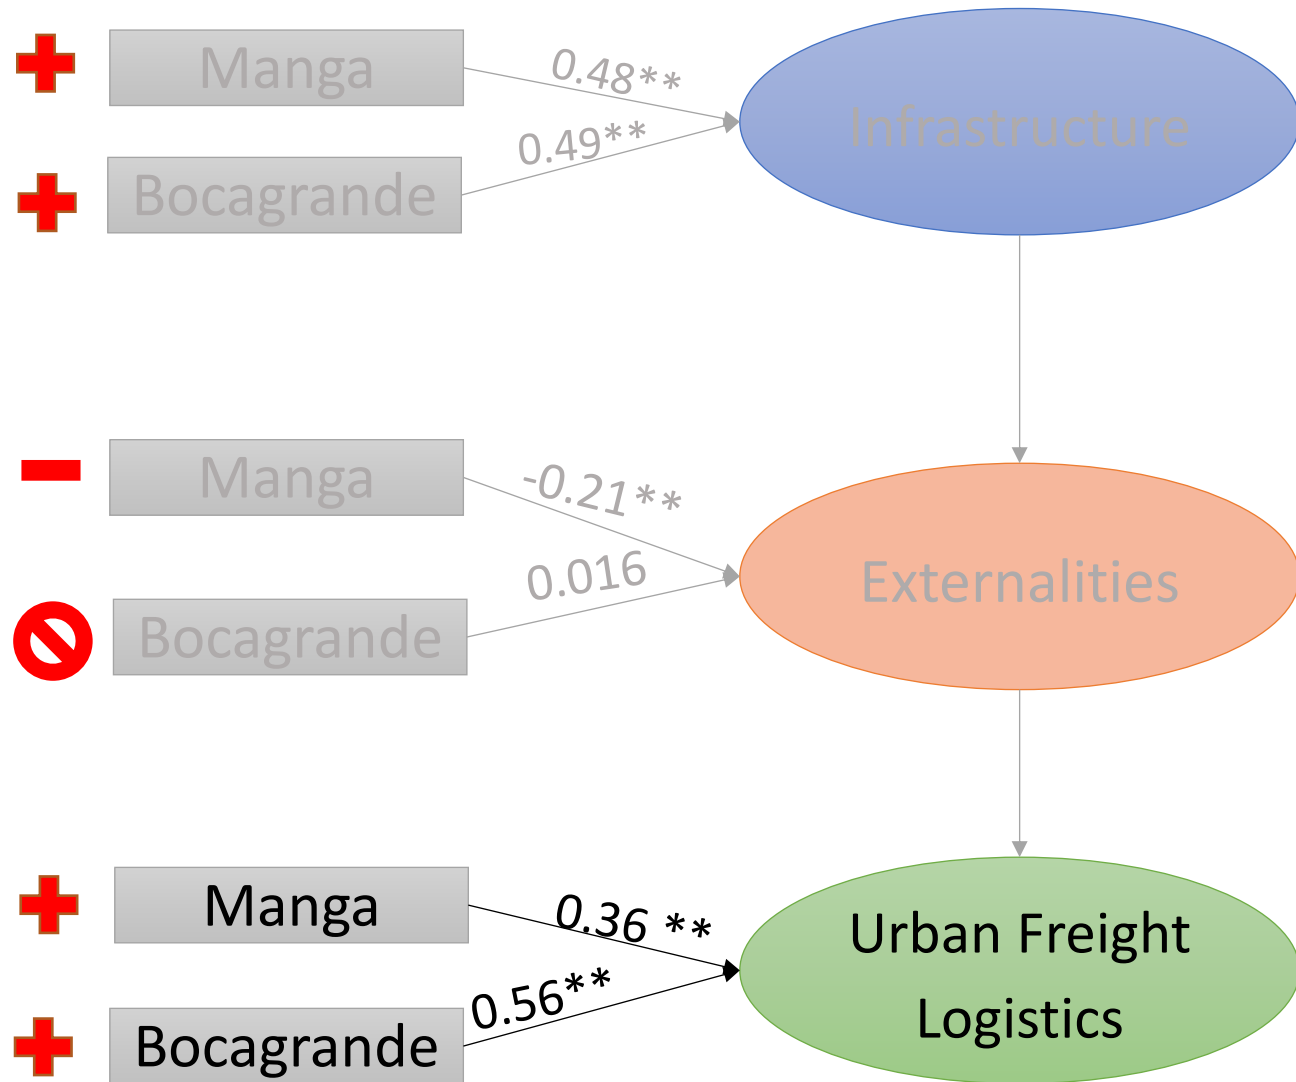 Manga
0.48**
Infrastructure
0.49**
Bocagrande
Manga
-0.21**
Externalities
0.016
Bocagrande
Manga
0.36 **
Urban Freight
Logistics
0.56**
Bocagrande